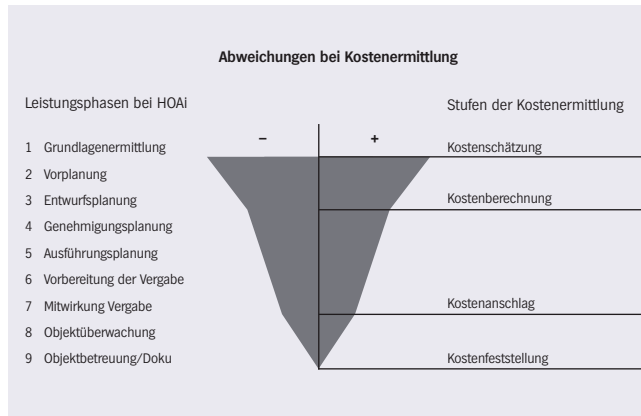 Abweichungen bei Kostenermittlung
Leistungsphasen bei HOAi
Stufen der Kostenermittlung
– +
1 Grundlagenermittlung
2 Vorplanung
3 Entwurfsplanung
4 Genehmigungsplanung
5 Ausführungsplanung
6 Vorbereitung der Vergabe
7 Mitwirkung Vergabe
8 Objektüberwachung
9 Objektbetreuung/Doku
Kostenschätzung
Kostenberechnung
Kostenanschlag
Kostenfeststellung